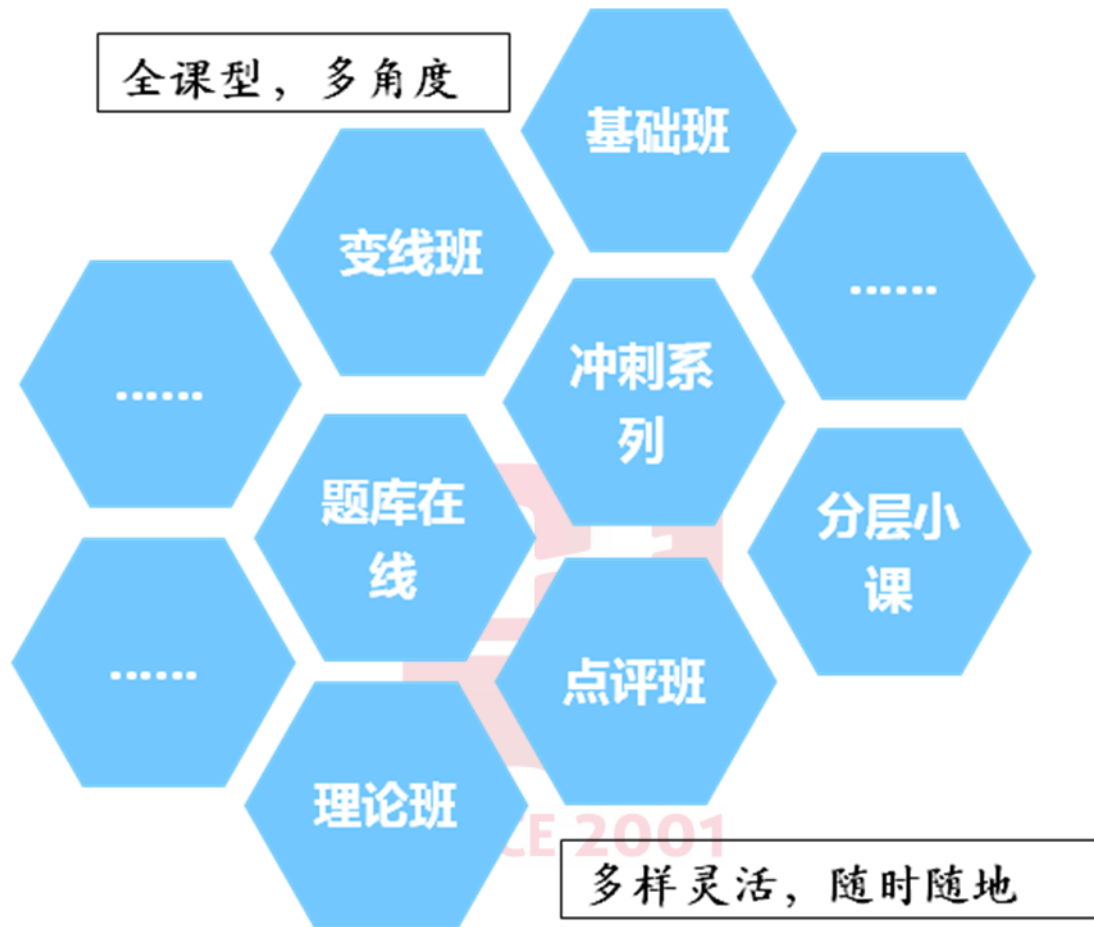 全课型，多角度
基础班
变线班
……
冲刺系
列
……
题库在
线
分层小
课
……
点评班
理论班
CE 2001
多样灵活，随时随地